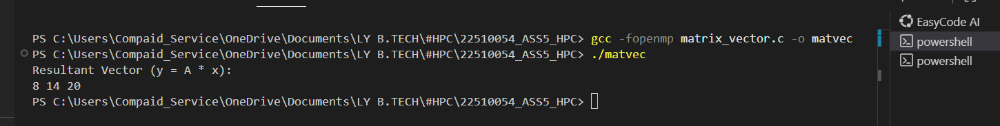 PS C:\Users\Compaid_Service\OneDrive\Documents\LY B.TECH\#HPC\22510054_ASS5_HPC> gcc -fopenmp matrix_vector.c -o matvec
PS C:\Users\Compaid_Service\OneDrive\Documents\LY B.TECH\#HPC\22510054_ASS5_HPC> ./matvec
Resultant Vector (y = A * x):
8 14 20
PS C:\Users\Compaid_Service\OneDrive\Documents\LY B.TECH\#HPC\22510054_ASS5_HPC>
EasyCode AI
powershell
powershell